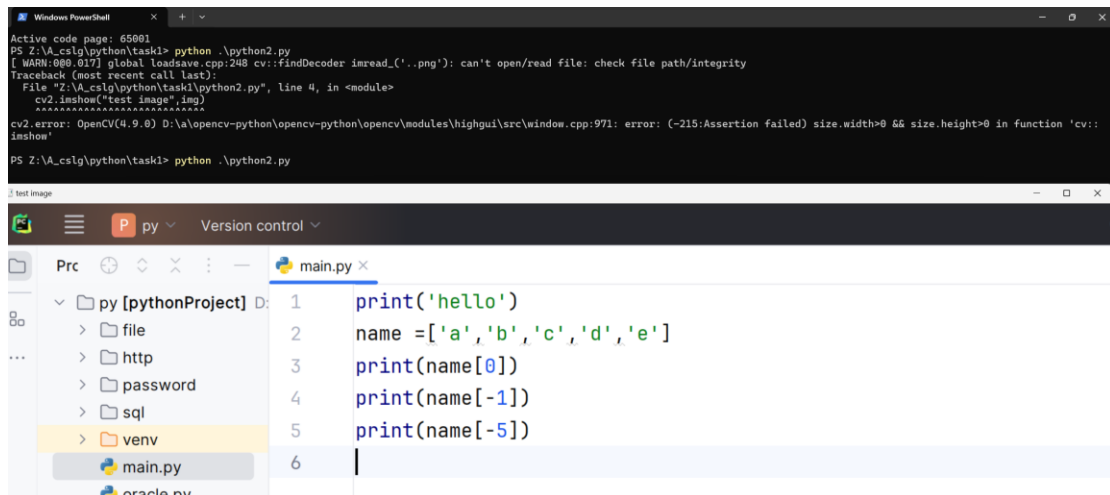 Windows PowerShell
Active code page: 65001
PS Z:\A_cslg\python\task1> python .\python2.py
[ WARN:0@0.017] global loadsave.cpp:248 cv::findDecoder imread_('..png'): can't open/read file: check file path/integrity
Traceback (most recent call last):
  File "Z:\A_cslg\python\task1\python2.py", line 4, in <module>
    cv2.imshow("test image",img)
    ^^^^^^^^^^^^^^^^^^^^^^^^^^^^
cv2.error: OpenCV(4.9.0) D:\a\opencv-python\opencv-python\opencv\modules\highgui\src\window.cpp:971: error: (-215:Assertion failed) size.width>0 && size.height>0 in function 'cv::
imshow'
PS Z:\A_cslg\python\task1> python .\python2.py
test image
PC P py Version control
Prc main.py
py [pythonProject] D:
file
http
password
sql
venv
main.py
oracle.py
1 print('hello')
2 name =['a','b','c','d','e']
3 print(name[0])
4 print(name[-1])
5 print(name[-5])
6